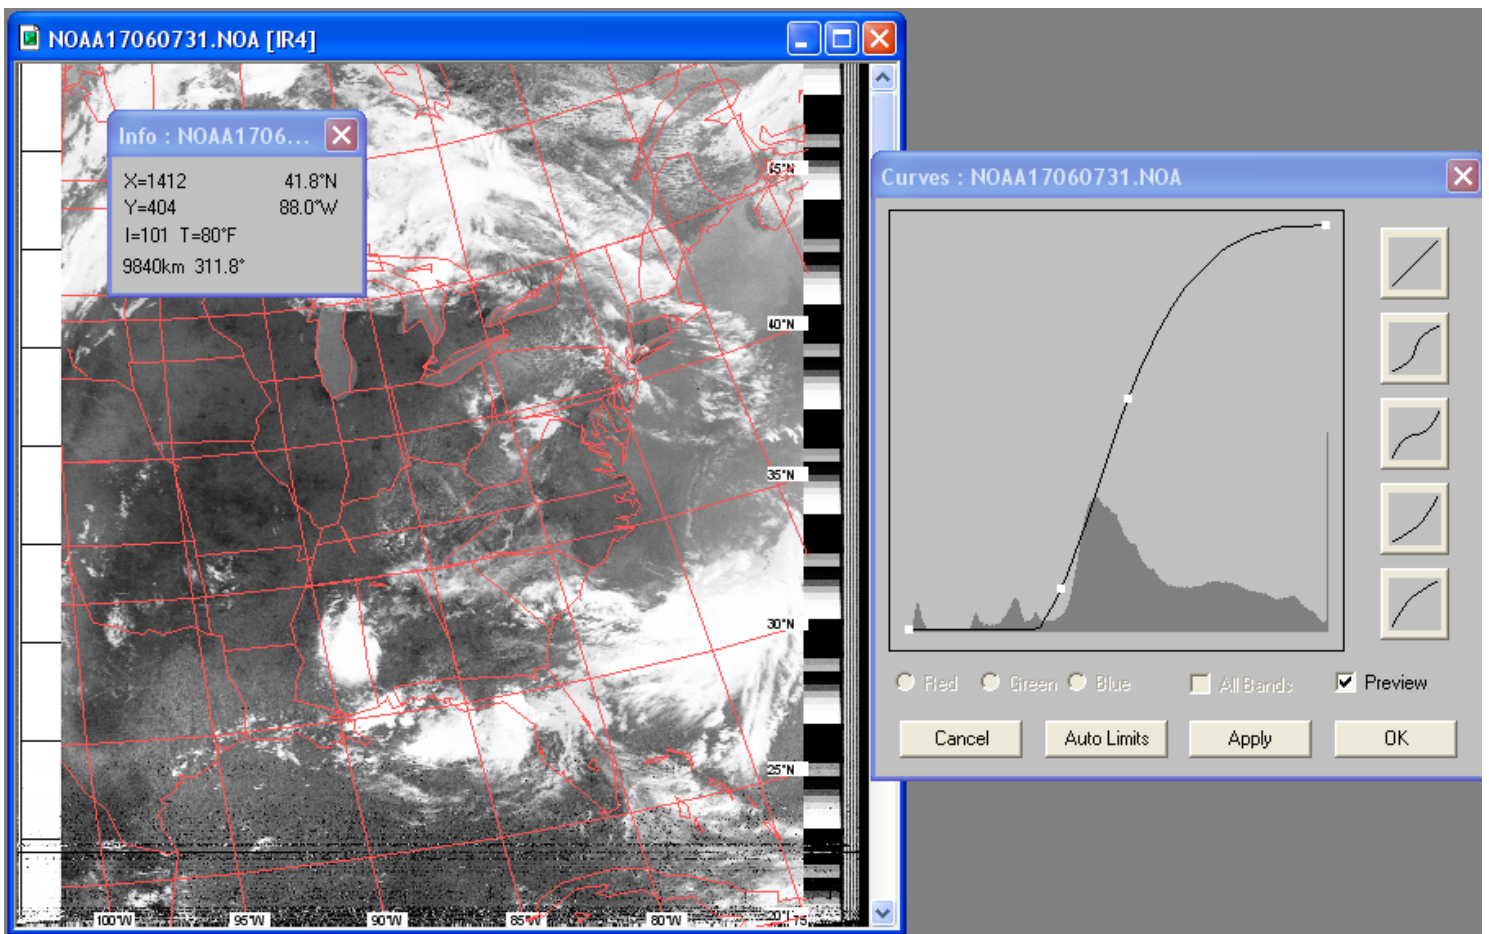 NOAA17060731.NOA [IR4]
Info : NOAA1706...
X=1412 41.8°N
Y=404 88.0°W
I=101 T=80°F
9840km 311.8°
45°N
40°N
35°N
30°N
25°N
20°
75
100°W 95°W 90°W 85°W 80°W
Curves : NOAA17060731.NOA
Red Green Blue All Bands Preview
Cancel Auto Limits Apply OK